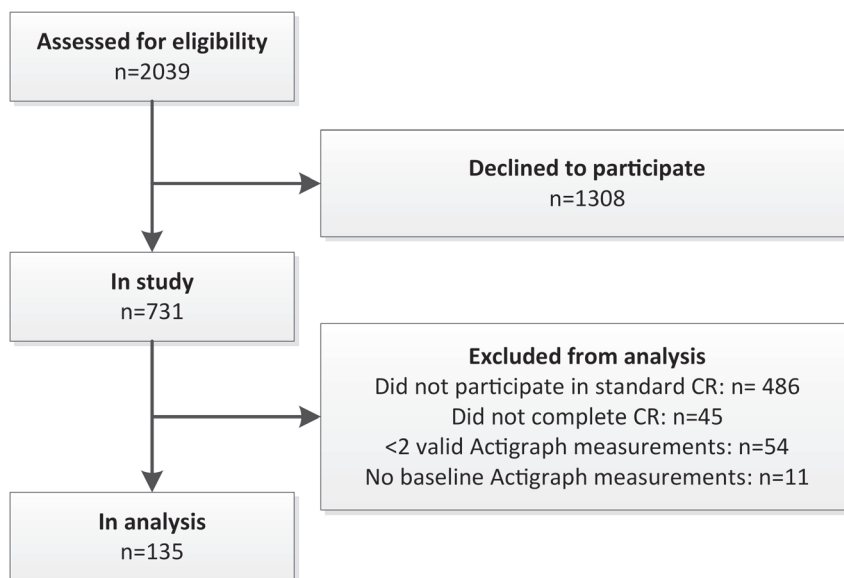 Assessed for eligibility
n=2039
Declined to participate
n=1308
In study
n=731
Excluded from analysis
Did not participate in standard CR: n= 486
Did not complete CR: n=45
<2 valid Actigraph measurements: n=54
No baseline Actigraph measurements: n=11
In analysis
n=135